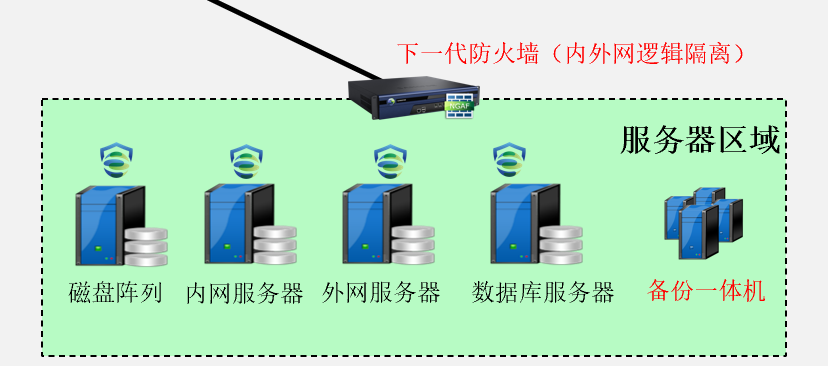 下一代防火墙（内外网逻辑隔离）
NGAF
服务器区域
磁盘阵列
内网服务器
外网服务器
数据库服务器
备份一体机